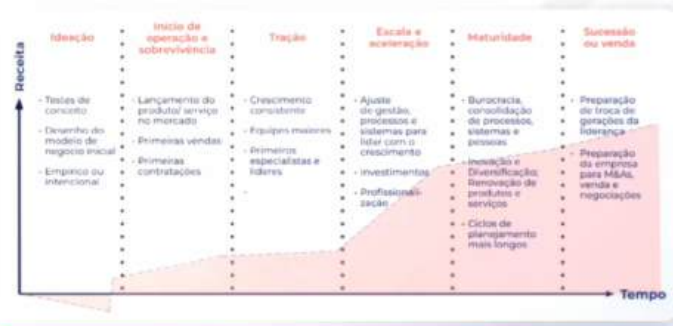 Ideação
Início de
operação e
sobrevivência
Tração
Escala e
aceleração
Maturidade
Sucessão
ou venda
Receita
- Testes de
conceito
- Desenho do
modelo de
negócio inicial
- Empírico ou
intencional
- Lançamento do
produto/ serviço
no mercado
- Primeiras vendas
- Primeiras
contratações
- Crescimento
consistente
- Equipes maiores
- Primeiros
especialistas e
líderes
-
- Ajuste
de gestão,
processos e
sistemas para
lider com o
crescimento
- Investimentos
- Profissionali-
zação
- Burocracia,
consolidação
de processos,
sistemas e
pessoas
- Inovação e
Diversificação;
Renovação de
produtos e
serviços
- Ciclos de
planejamento
mais longos
- Preparação
de troca de
gerações da
liderança
- Preparação
da empresa
para M&As,
venda e
negociações
Tempo